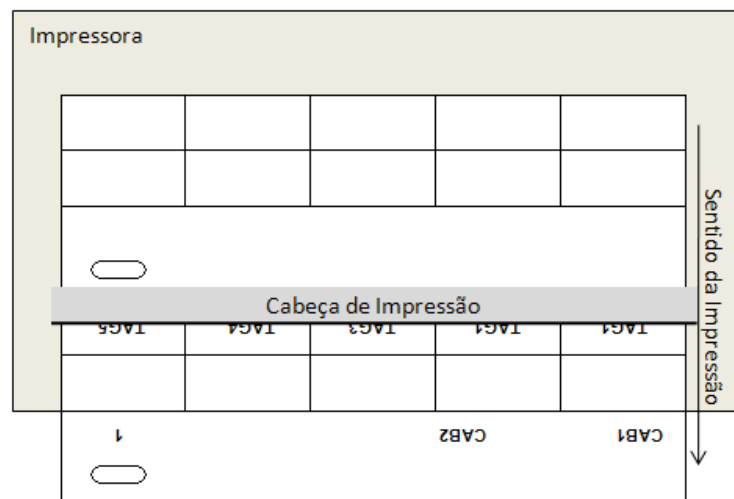 Impressora
Sentido da Impressão
Cabeça de Impressão
TAG5 TAG4 TAG3 TAG1 TAG1
1 CAB2 CAB1